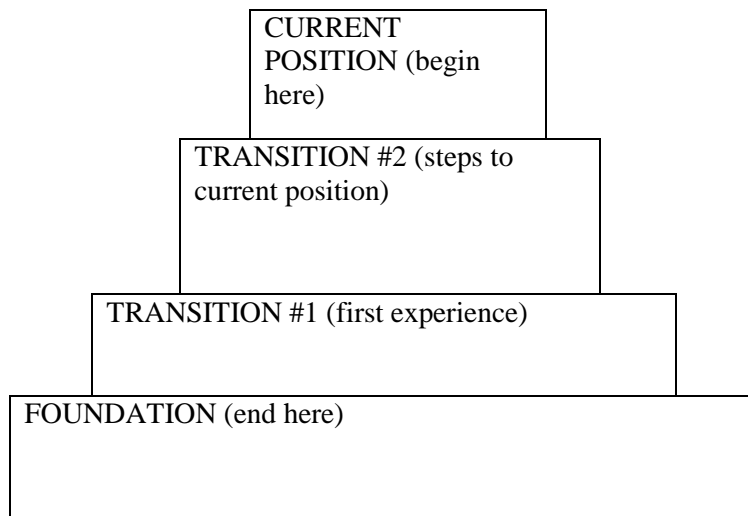 CURRENT
POSITION (begin
here)
TRANSITION #2 (steps to
current position)
TRANSITION #1 (first experience)
FOUNDATION (end here)